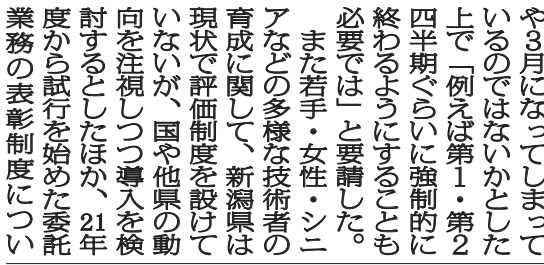 や３月になってしまって
いるのではないかとした
上で「例えば第１・第２
四半期ぐらいに強制的に
終わるようにすることも
必要では」と要請した。
また若手・女性・シニ
アなどの多様な技術者の
育成に関して、新潟県は
現状で評価制度を設けて
いないが、国や他県の動
向を注視しつつ導入を検
討するとしたほか、21年
度から試行を始めた委託
業務の表彰制度につい